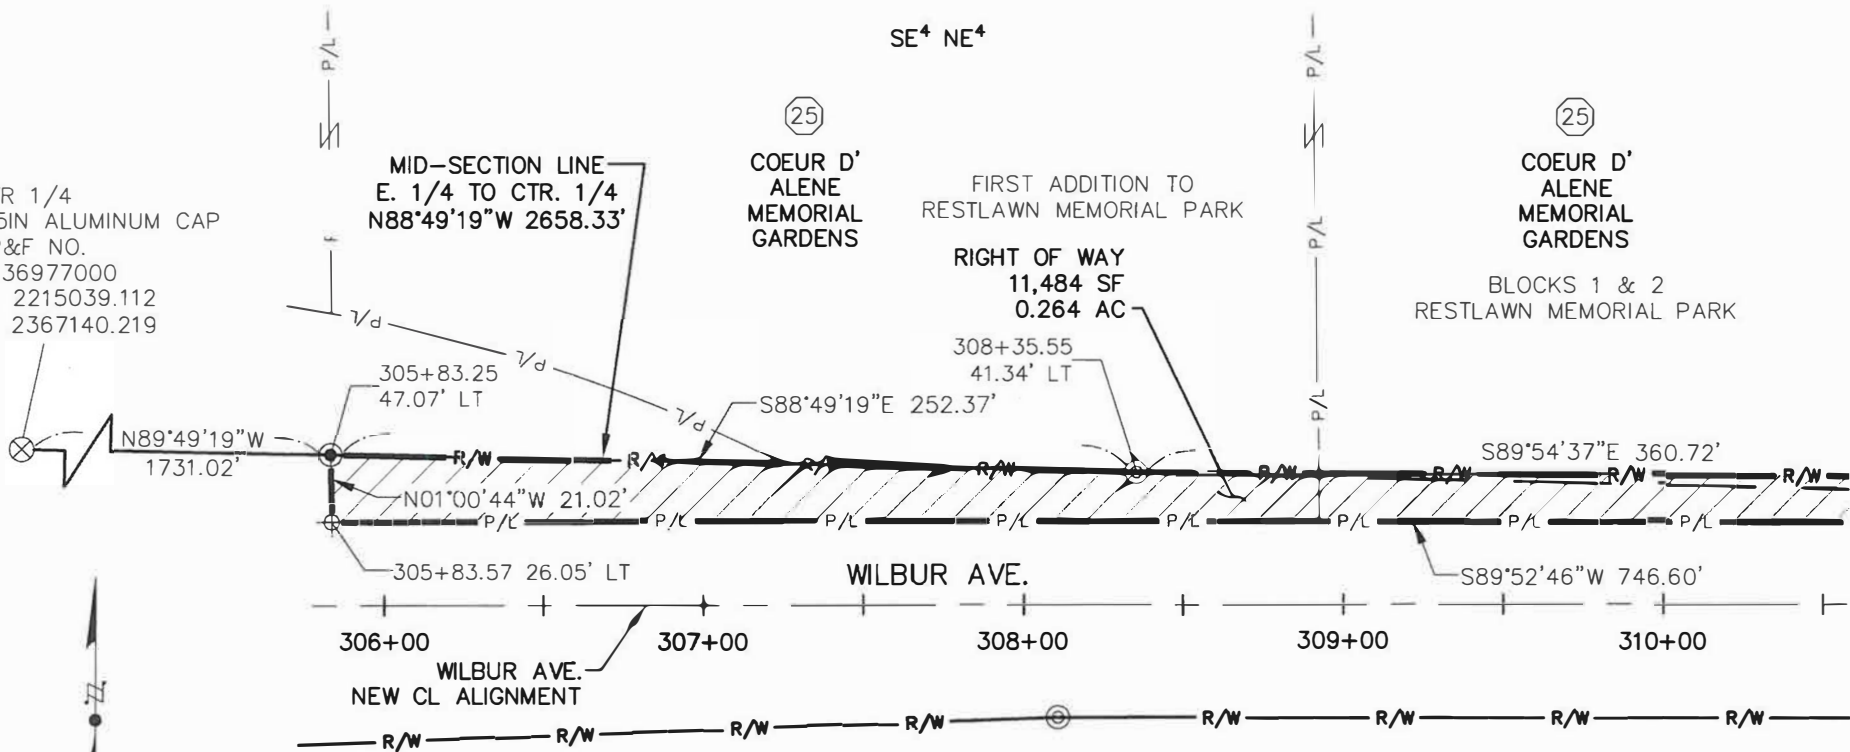 SE⁴ NE⁴
P/L
P/L
P/L
P/L
25
25
MID-SECTION LINE
E. 1/4 TO CTR. 1/4
N88°49'19"W 2658.33'
COEUR D'
ALENE
MEMORIAL
GARDENS
FIRST ADDITION TO
RESTLAWN MEMORIAL PARK
COEUR D'
ALENE
MEMORIAL
GARDENS
BLOCKS 1 & 2
RESTLAWN MEMORIAL PARK
R 1/4
5IN ALUMINUM CAP
&F NO.
36977000
2215039.112
2367140.219
RIGHT OF WAY
11,484 SF
0.264 AC
P/L
P/L
P/L
308+35.55
41.34' LT
305+83.25
47.07' LT
S88°49'19"E 252.37'
N89°49'19"W
1731.02'
S89°54'37"E 360.72'
R/W
R/W
R/W
R/W
R/W
R/W
N01°00'44"W 21.02'
P/L
P/L
P/L
P/L
P/L
P/L
P/L
P/L
305+83.57 26.05' LT
WILBUR AVE.
S89°52'46"W 746.60'
306+00
307+00
308+00
309+00
310+00
WILBUR AVE.
NEW CL ALIGNMENT
R/W
R/W
R/W
R/W
R/W
R/W
R/W
R/W